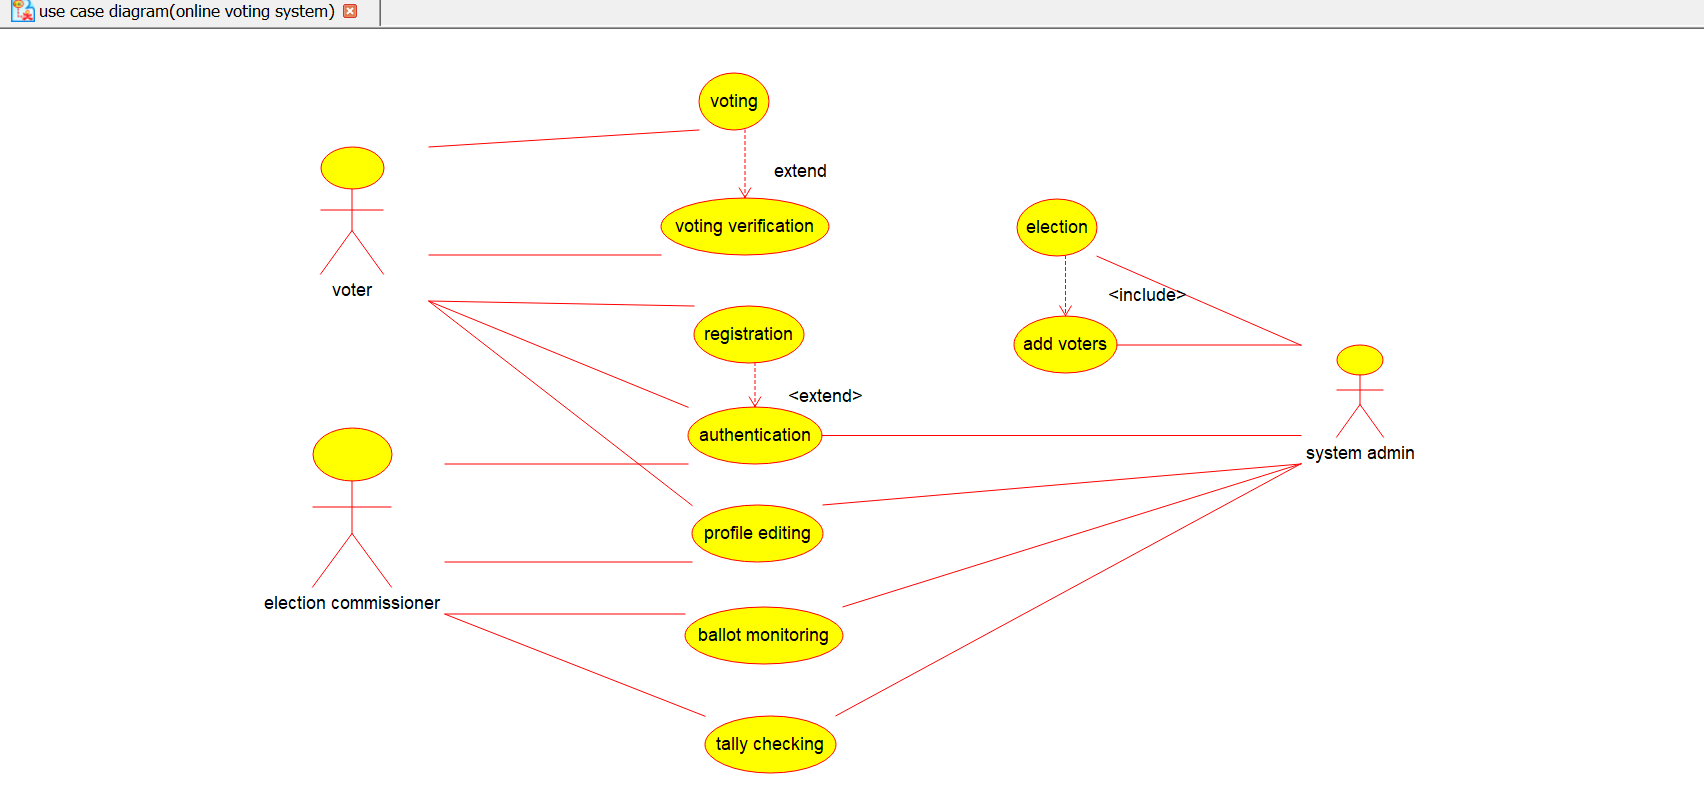 use case diagram(online voting system)
voting
extend
voting verification
voter
election
<include>
registration
add voters
<extend>
authentication
system admin
profile editing
election commissioner
ballot monitoring
tally checking